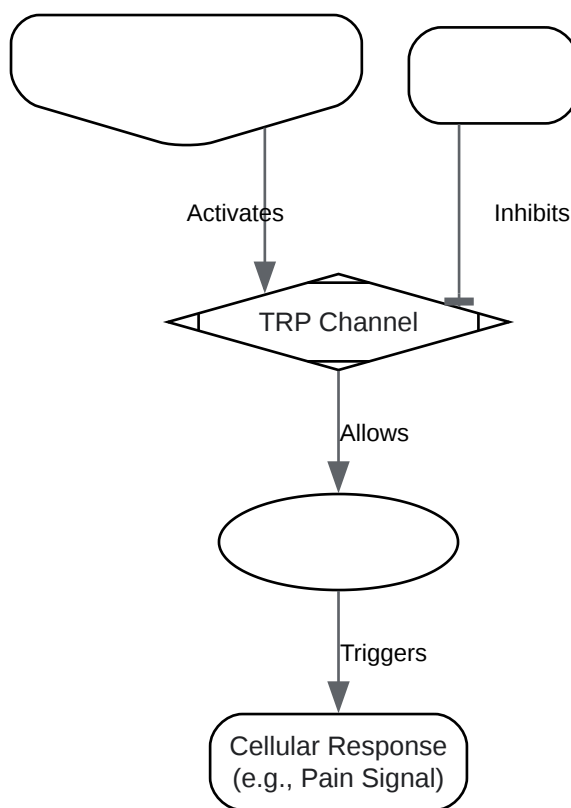 Activates
Inhibits
TRP Channel
Allows
Triggers
Cellular Response
(e.g., Pain Signal)